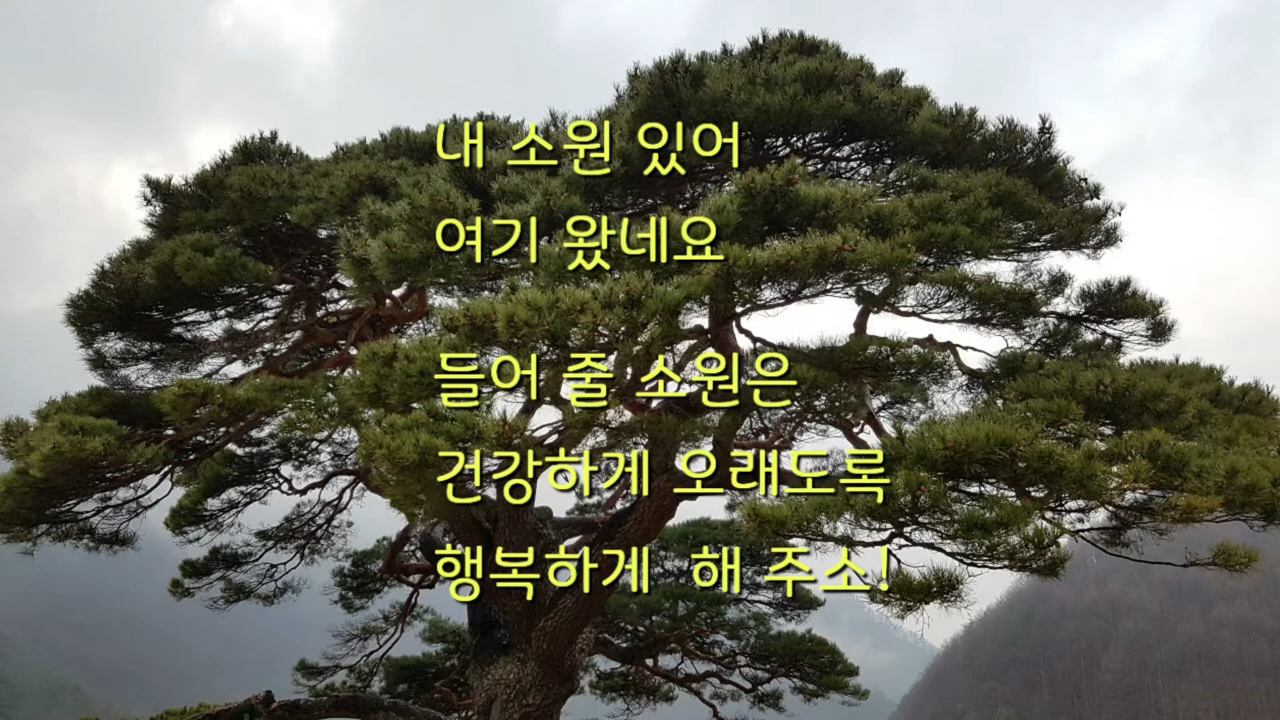 내 소원 있어
여기 왔네요
들어 줄 소원은
건강하게 오래도록
행복하게 해 주소!